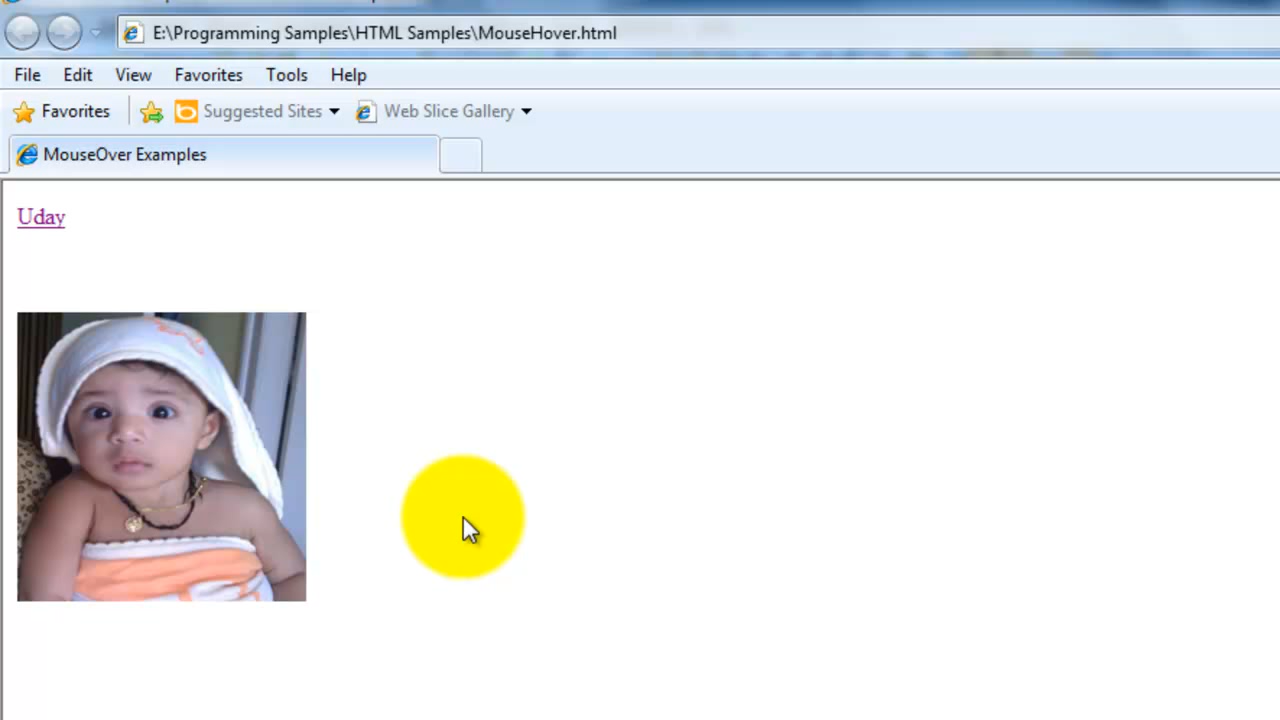 E:\Programming Samples\HTML Samples\MouseHover.html
File Edit View Favorites Tools Help
Favorites Suggested Sites Web Slice Gallery
MouseOver Examples
Uday